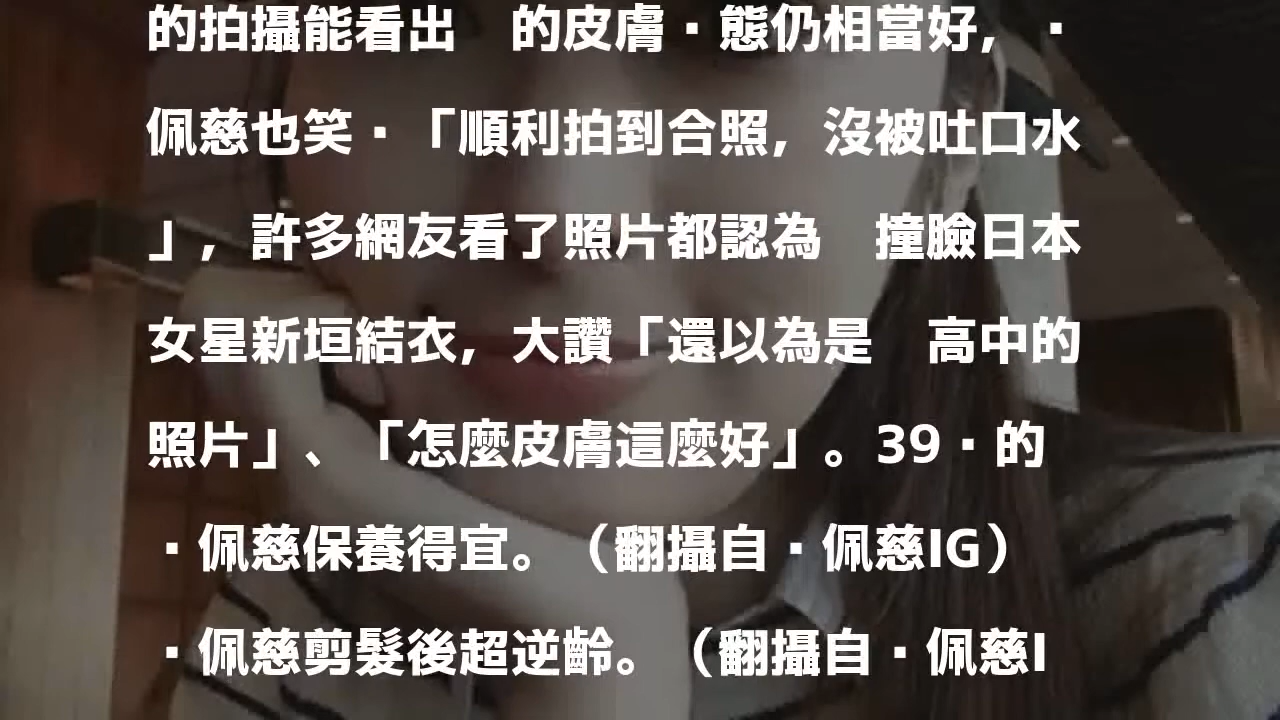 的拍攝能看出　的皮膚▪態仍相當好，▪
佩慈也笑▪「順利拍到合照，沒被吐口水
」，許多網友看了照片都認為　撞臉日本
女星新垣結衣，大讚「還以為是　高中的
照片」、「怎麼皮膚這麼好」。39▪的
▪佩慈保養得宜。（翻攝自▪佩慈IG）
▪佩慈剪髮後超逆齡。（翻攝自▪佩慈I